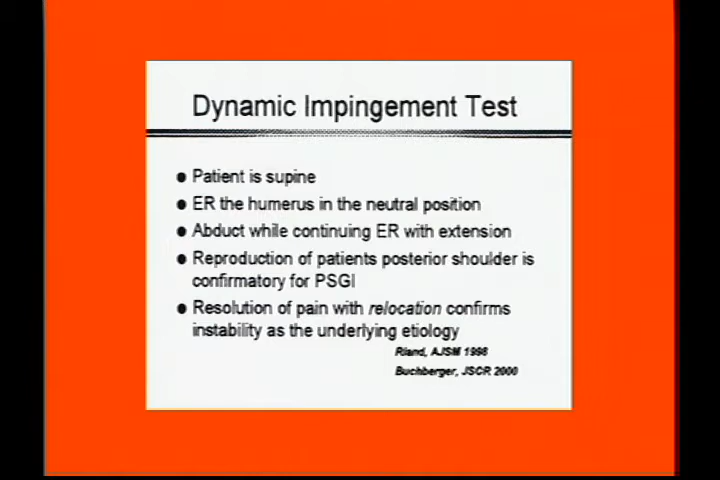 Dynamic Impingement Test
● Patient is supine
● ER the humerus in the neutral position
● Abduct while continuing ER with extension
● Reproduction of patients posterior shoulder is
confirmatory for PSGI
● Resolution of pain with relocation confirms
instability as the underlying etiology
Riand, AJSM 1998
Buchberger, JSCR 2000